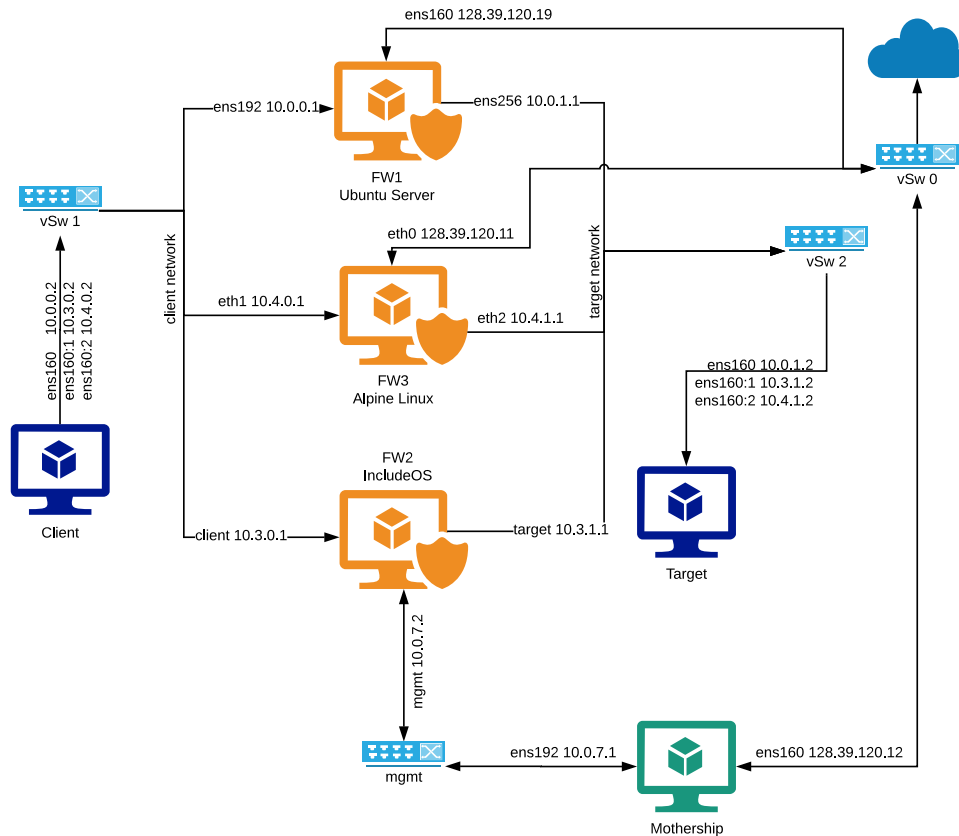 ens160 128.39.120.19
ens192 10.0.0.1
ens256 10.0.1.1
FW1
Ubuntu Server
vSw 0
vSw 1
client network
eth0 128.39.120.11
target network
vSw 2
eth1 10.4.0.1
eth2 10.4.1.1
FW3
Alpine Linux
ens160 10.0.0.2
ens160:1 10.3.0.2
ens160:2 10.4.0.2
ens160 10.0.1.2
ens160:1 10.3.1.2
ens160:2 10.4.1.2
Client
FW2
IncludeOS
client 10.3.0.1
target 10.3.1.1
Target
mgmt 10.0.7.2
mgmt
ens192 10.0.7.1
ens160 128.39.120.12
Mothership